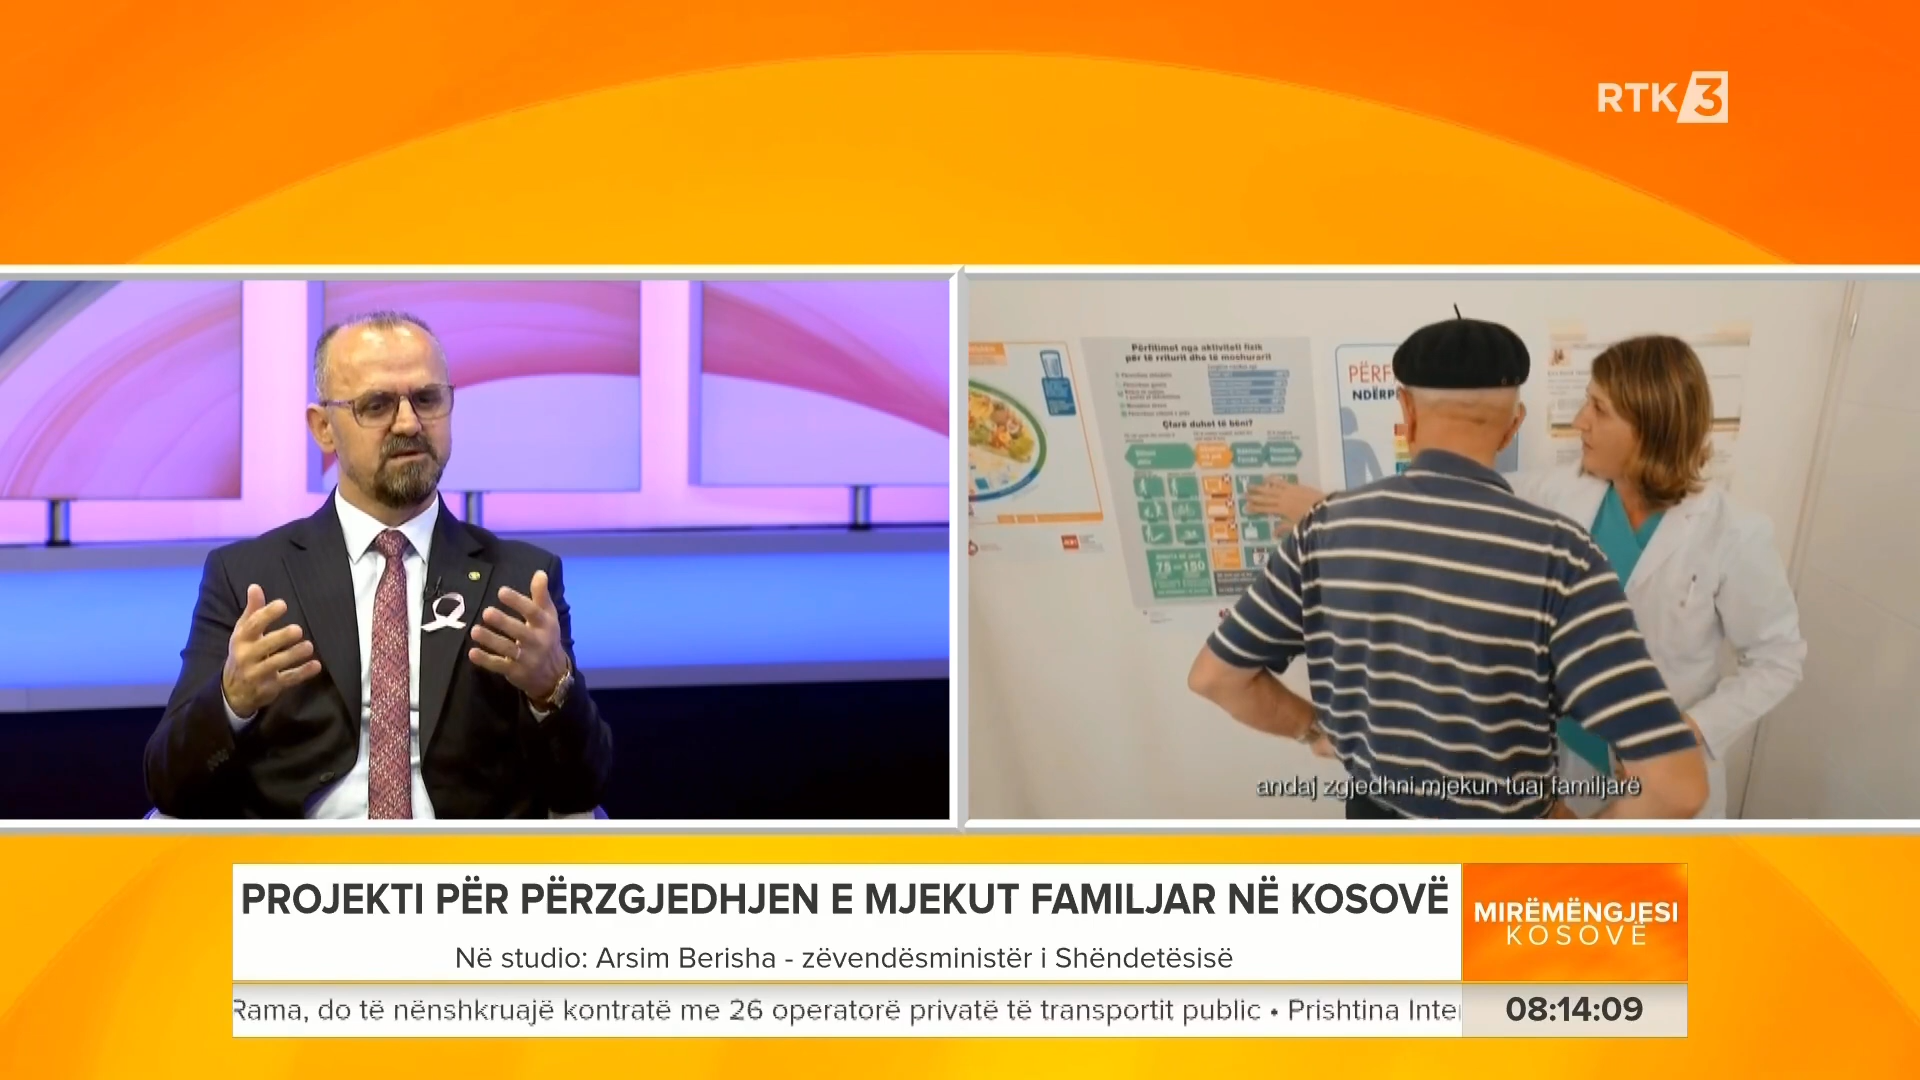 RTK 3
Përfitimet nga aktiviteti fizik
për të rriturit dhe të moshuarit
Çfarë duhet të bëni?
75-150
PËRF
NDËRP
andaj zgjedhni mjekun tuaj familjarë
PROJEKTI PËR PËRZGJEDHJEN E MJEKUT FAMILJAR NË KOSOVË
Në studio: Arsim Berisha - zëvendësministër i Shëndetësisë
MIRËMËNGJESI
KOSOVË
Rama, do të nënshkruajë kontratë me 26 operatorë privatë të transportit public • Prishtina Inte
08:14:09